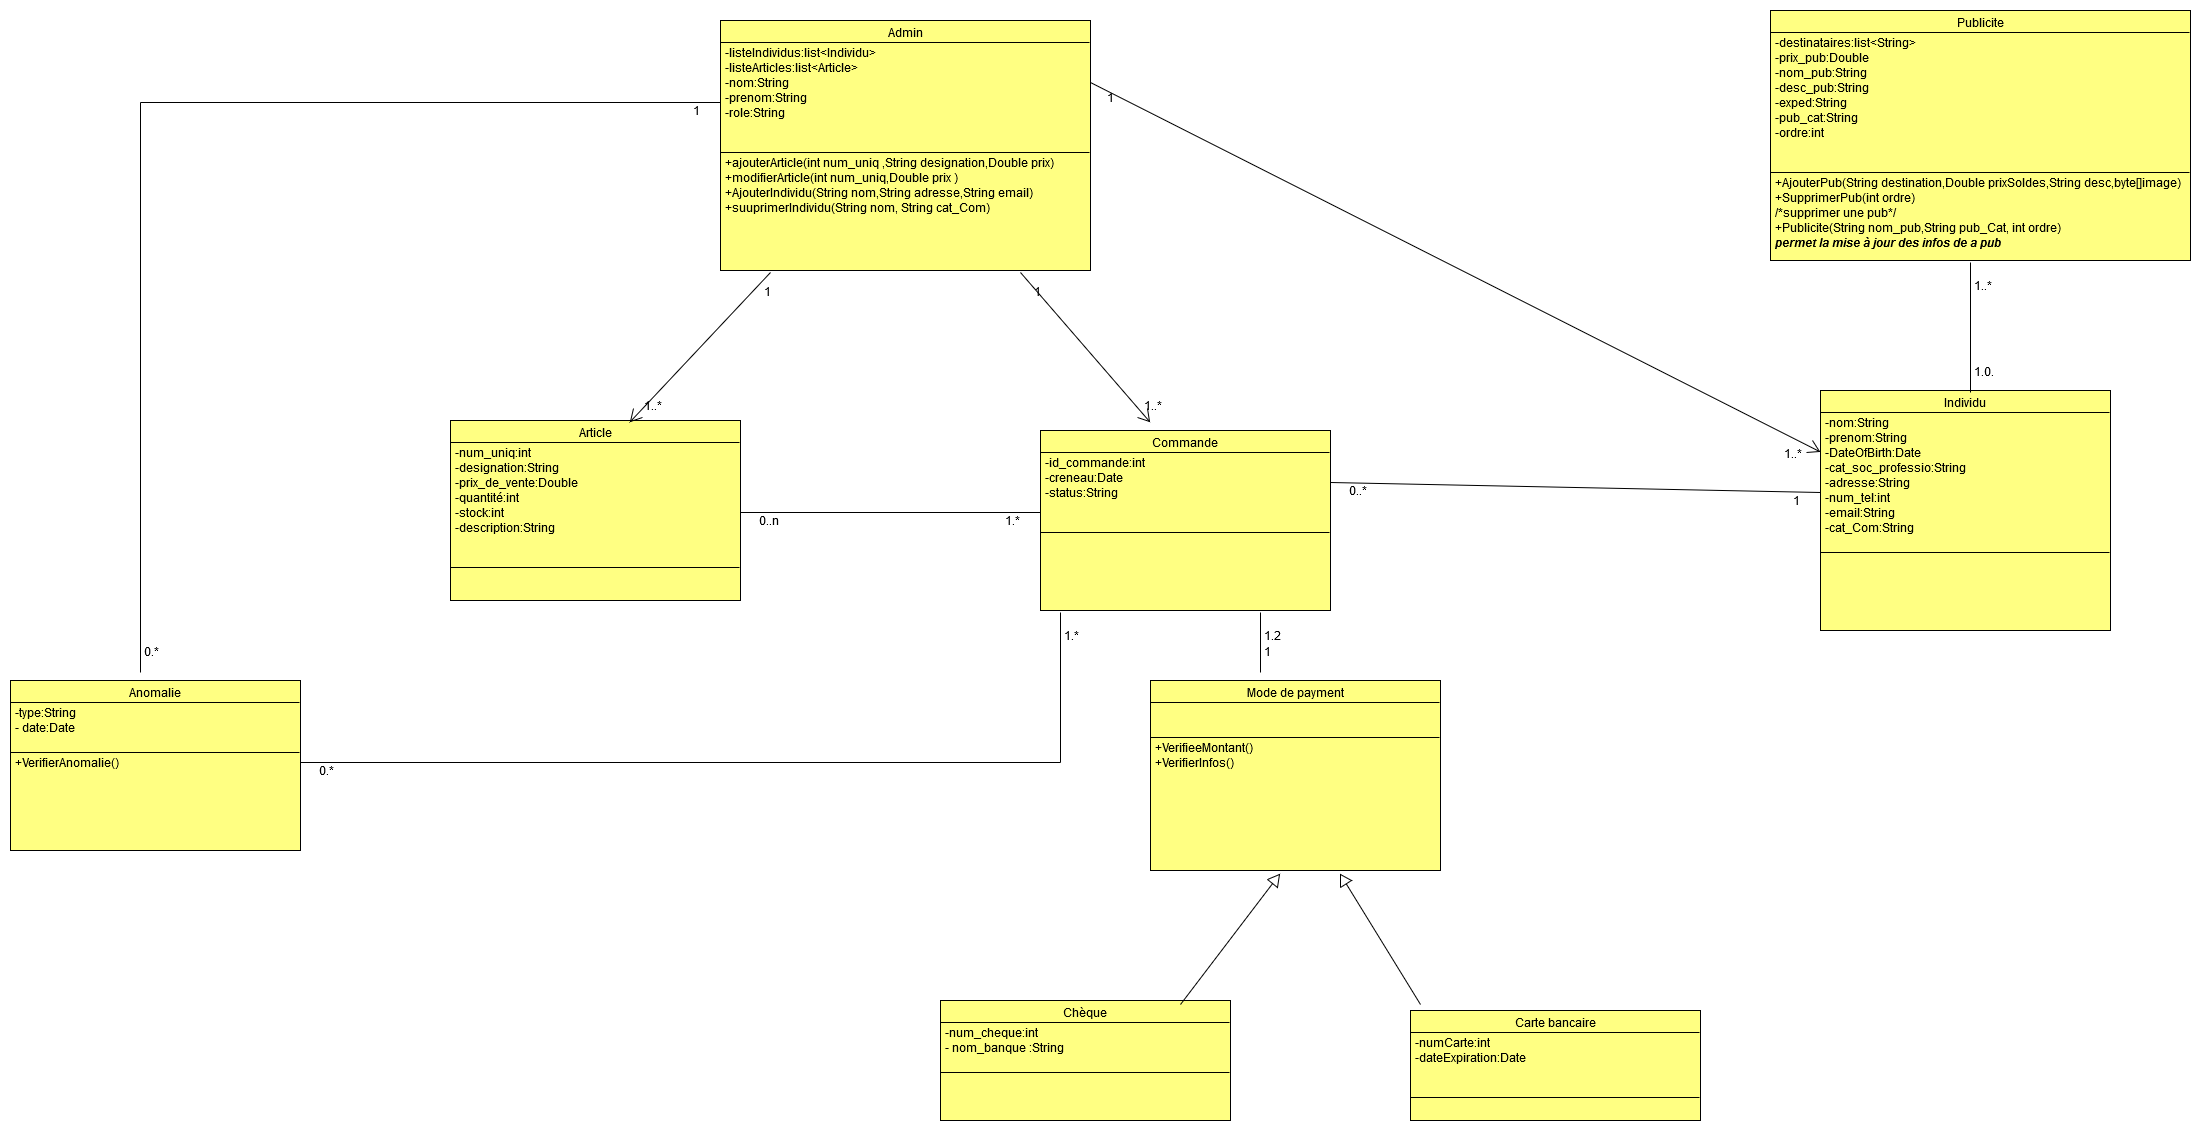 Admin
-listeIndividus:list<Individu>
-listeArticles:list<Article>
-nom:String
-prenom:String
-role:String
+ajouterArticle(int num_uniq ,String designation,Double prix)
+modifierArticle(int num_uniq,Double prix )
+AjouterIndividu(String nom,String adresse,String email)
+suuprimerIndividu(String nom, String cat_Com)
Publicite
-destinataires:list<String>
-prix_pub:Double
-nom_pub:String
-desc_pub:String
-exped:String
-pub_cat:String
-ordre:int
+AjouterPub(String destination,Double prixSoldes,String desc,byte[]image)
+SupprimerPub(int ordre)
/*supprimer une pub*/
+Publicite(String nom_pub,String pub_Cat, int ordre)
permet la mise à jour des infos de a pub
1
1
1
1
1..*
1.0.
1..*
1..*
1..*
Article
-num_uniq:int
-designation:String
-prix_de_vente:Double
-quantité:int
-stock:int
-description:String
0..n
1.*
Commande
-id_commande:int
-creneau:Date
-status:String
0..*
1
Individu
-nom:String
-prenom:String
-DateOfBirth:Date
-cat_soc_professio:String
-adresse:String
-num_tel:int
-email:String
-cat_Com:String
0.*
1.*
1.2
1
Anomalie
-type:String
- date:Date
+VerifierAnomalie()
0.*
Mode de payment
+VerifieeMontant()
+VerifierInfos()
Chèque
-num_cheque:int
- nom_banque :String
Carte bancaire
-numCarte:int
-dateExpiration:Date